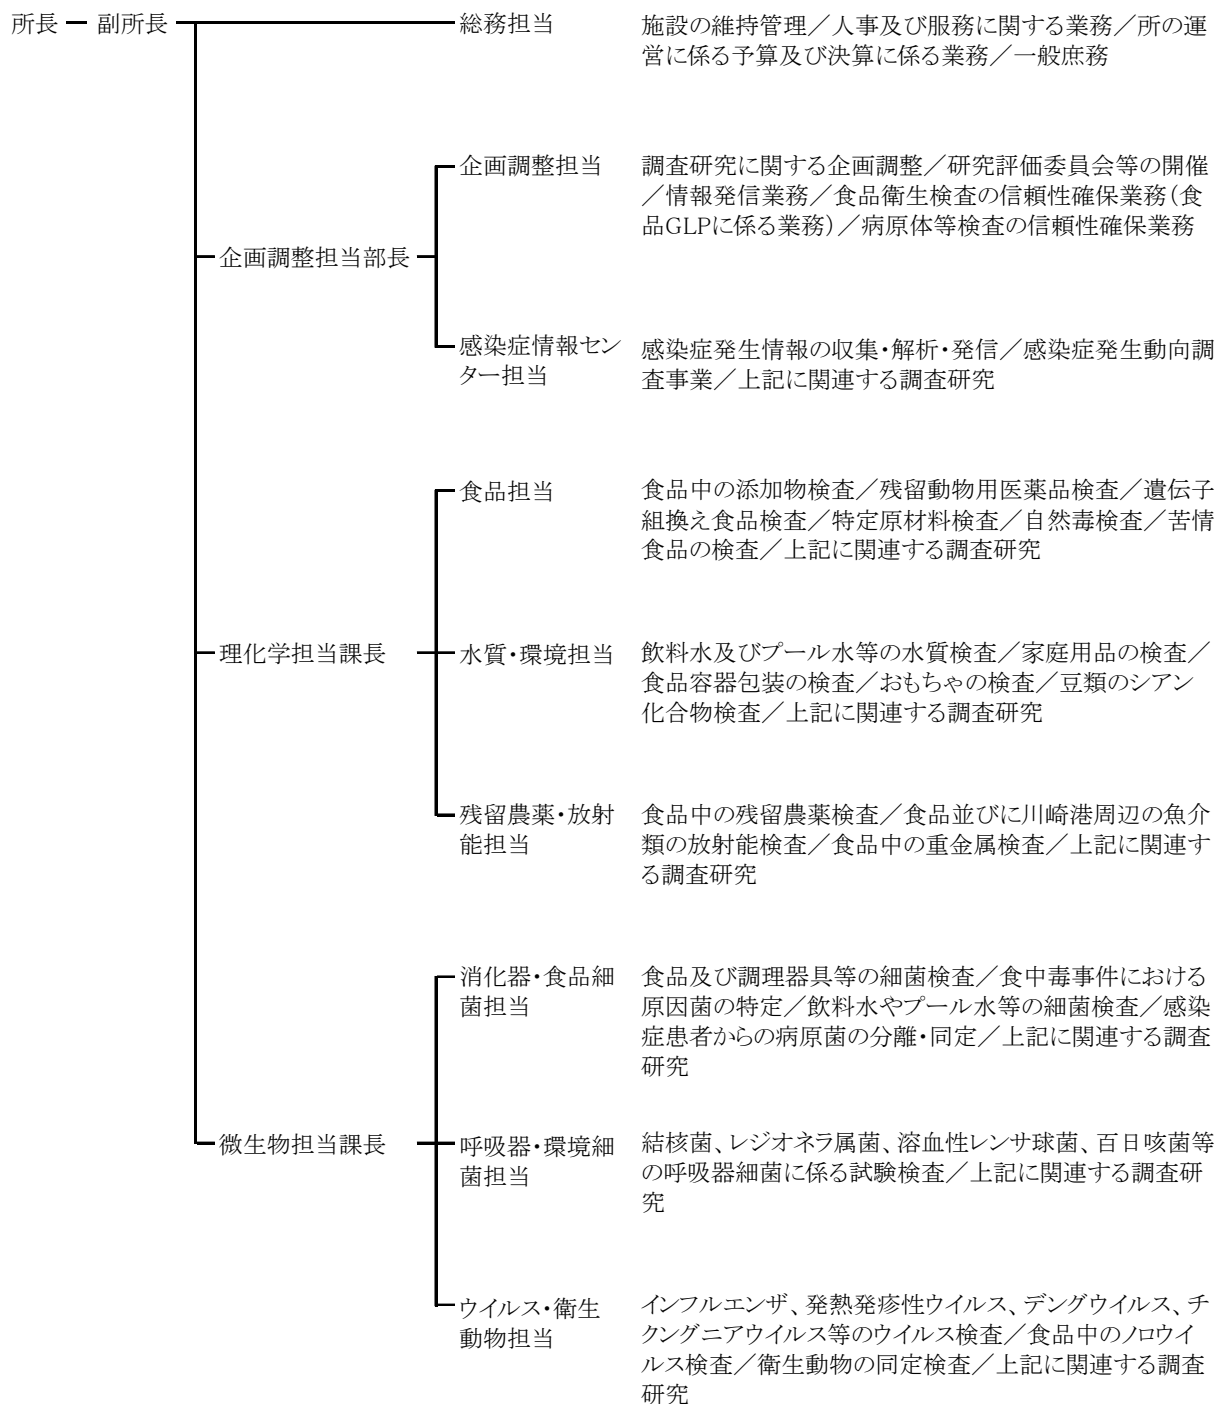 所長 副所長 総務担当
施設の維持管理／人事及び服務に関する業務／所の運
営に係る予算及び決算に係る業務／一般庶務
企画調整担当部長
企画調整担当
調査研究に関する企画調整／研究評価委員会等の開催
／情報発信業務／食品衛生検査の信頼性確保業務（食
品GLPに係る業務）／病原体等検査の信頼性確保業務
感染症情報セン
ター担当
感染症発生情報の収集・解析・発信／感染症発生動向調
査事業／上記に関連する調査研究
理化学担当課長
食品担当
食品中の添加物検査／残留動物用医薬品検査／遺伝子
組換え食品検査／特定原材料検査／自然毒検査／苦情
食品の検査／上記に関連する調査研究
水質・環境担当
飲料水及びプール水等の水質検査／家庭用品の検査／
食品容器包装の検査／おもちゃの検査／豆類のシアン
化合物検査／上記に関連する調査研究
残留農薬・放射
能担当
食品中の残留農薬検査／食品並びに川崎港周辺の魚介
類の放射能検査／食品中の重金属検査／上記に関連す
る調査研究
微生物担当課長
消化器・食品細
菌担当
食品及び調理器具等の細菌検査／食中毒事件における
原因菌の特定／飲料水やプール水等の細菌検査／感染
症患者からの病原菌の分離・同定／上記に関連する調査
研究
呼吸器・環境細
菌担当
結核菌、レジオネラ属菌、溶血性レンサ球菌、百日咳菌等
の呼吸器細菌に係る試験検査／上記に関連する調査研
究
ウイルス・衛生
動物担当
インフルエンザ、発熱発疹性ウイルス、デングウイルス、チ
クングニアウイルス等のウイルス検査／食品中のノロウイ
ルス検査／衛生動物の同定検査／上記に関連する調査
研究